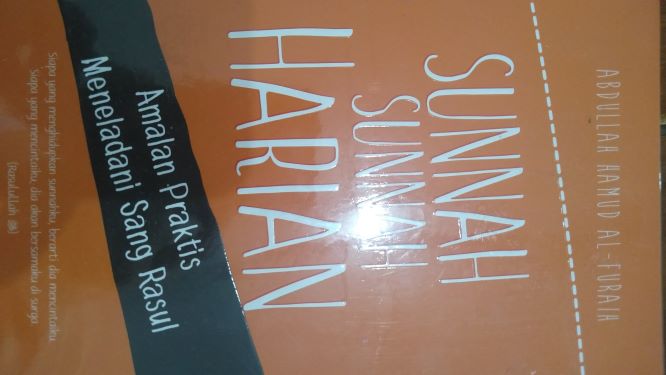 ABDULLAH HAMUD AL-FURAIH
SUNNAH
SUNNAH
HARIAN
Amalan Praktis
Meneladani Sang Rasul
Siapa yang menghidupkan sunnahku berarti dia mencintaiku.
Siapa yang mencintaiku, dia akan bersamaku di surga
(Rasulullah ﷺ)